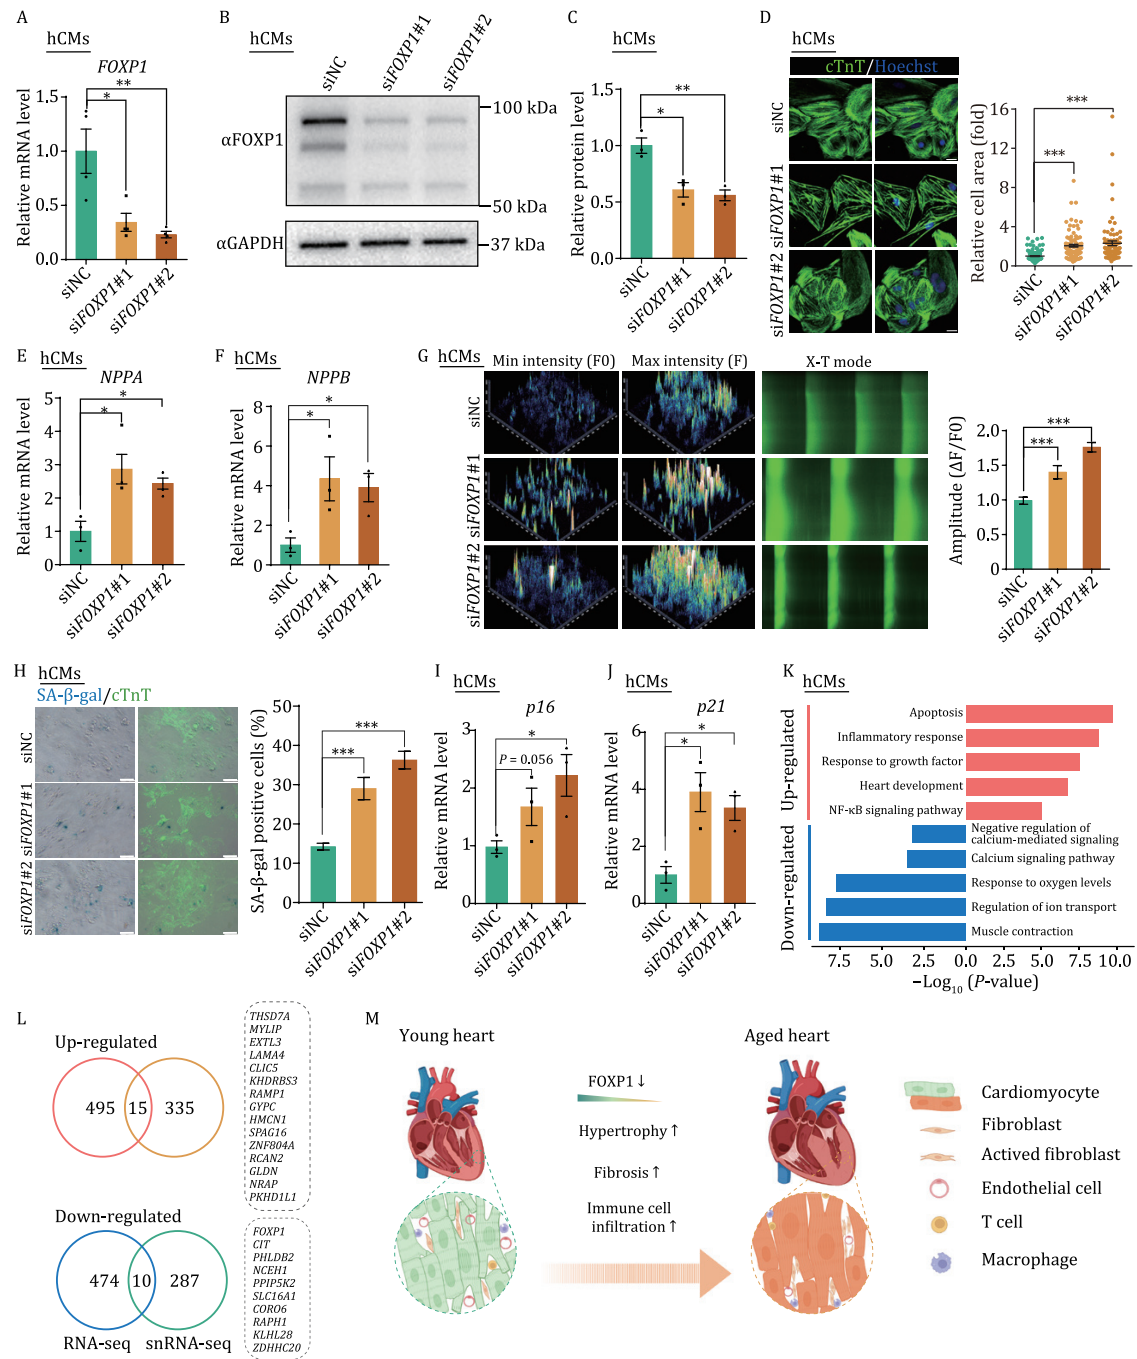 A
hCMs
FOXP1
Relative mRNA level
1.5
1.0
0.5
0.0
*
**
siNC
siFOXP1#1
siFOXP1#2
B
hCMs
siNC
siFOXP1#1
siFOXP1#2
αFOXP1
100 kDa
50 kDa
αGAPDH
37 kDa
C
hCMs
Relative protein level
1.5
1.0
0.5
0.0
*
**
siNC
siFOXP1#1
siFOXP1#2
D
hCMs
cTnT/Hoechst
siNC
siFOXP1#1
siFOXP1#2
Relative cell area (fold)
20
15
10
5
0
***
***
siNC
siFOXP1#1
siFOXP1#2
E
hCMs
NPPA
Relative mRNA level
5
4
3
2
1
0
*
*
siNC
siFOXP1#1
siFOXP1#2
F
hCMs
NPPB
Relative mRNA level
8
6
4
2
0
*
*
siNC
siFOXP1#1
siFOXP1#2
G
hCMs
Min intensity (F0)
Max intensity (F)
X-T mode
siNC
siFOXP1#1
siFOXP1#2
Amplitude (ΔF/F0)
2.0
1.5
1.0
0.5
0.0
***
***
siNC
siFOXP1#1
siFOXP1#2
H
hCMs
SA-β-gal/cTnT
siNC
siFOXP1#1
siFOXP1#2
SA-β-gal positive cells (%)
50
40
30
20
10
0
***
***
siNC
siFOXP1#1
siFOXP1#2
I
hCMs
p16
Relative mRNA level
4
3
2
1
0
P = 0.056
*
siNC
siFOXP1#1
siFOXP1#2
J
hCMs
p21
Relative mRNA level
6
4
2
0
*
*
siNC
siFOXP1#1
siFOXP1#2
K
hCMs
Up-regulated
Apoptosis
Inflammatory response
Response to growth factor
Heart development
NF-κB signaling pathway
Down-regulated
Negative regulation of
calcium-mediated signaling
Calcium signaling pathway
Response to oxygen levels
Regulation of ion transport
Muscle contraction
7.5 5.0 2.5 0.0 2.5 5.0 7.5 10.0
−Log10 (P-value)
L
Up-regulated
495 15 335
THSD7A
MYLIP
EXTL3
LAMA4
CLIC5
KHDRBS3
RAMP1
GYPC
HMCN1
SPAG16
ZNF804A
RCAN2
GLDN
NRAP
PKHD1L1
Down-regulated
474 10 287
RNA-seq snRNA-seq
FOXP1
CIT
PHLDB2
NCEH1
PPIP5K2
SLC16A1
CORO6
RAPH1
KLHL28
ZDHHC20
M
Young heart
Aged heart
FOXP1 ↓
Hypertrophy ↑
Fibrosis ↑
Immune cell
infiltration ↑
Cardiomyocyte
Fibroblast
Actived fibroblast
Endothelial cell
T cell
Macrophage